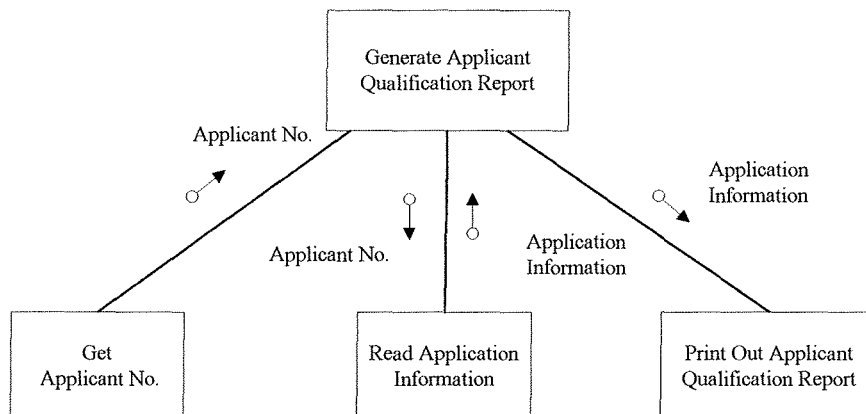 Generate Applicant
Qualification Report
Applicant No.
Application
Information
Applicant No.
Application
Information
Get
Applicant No.
Read Application
Information
Print Out Applicant
Qualification Report